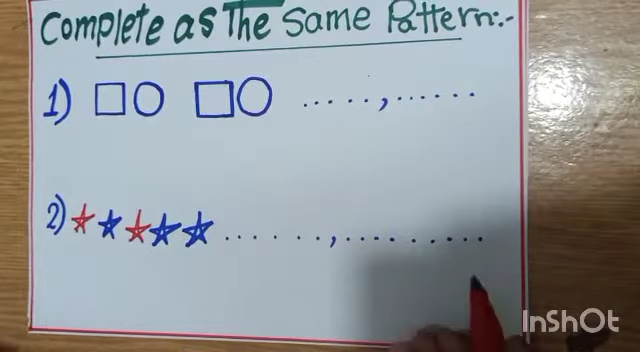 Complete as The Same Pattern:-
1) ......,.......
2) ......,.........
InShOt